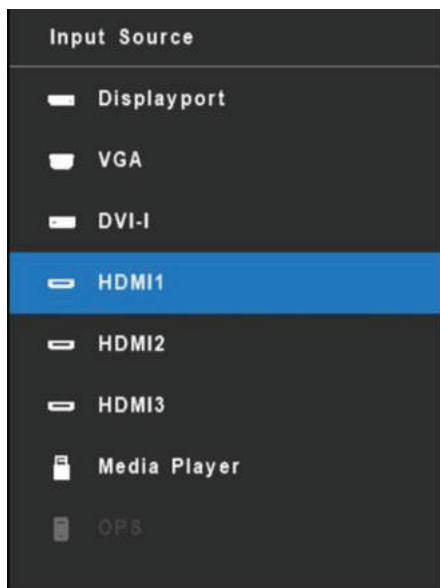 Input Source
Displayport
VGA
DVI-I
HDMI1
HDMI2
HDMI3
Media Player
OPS